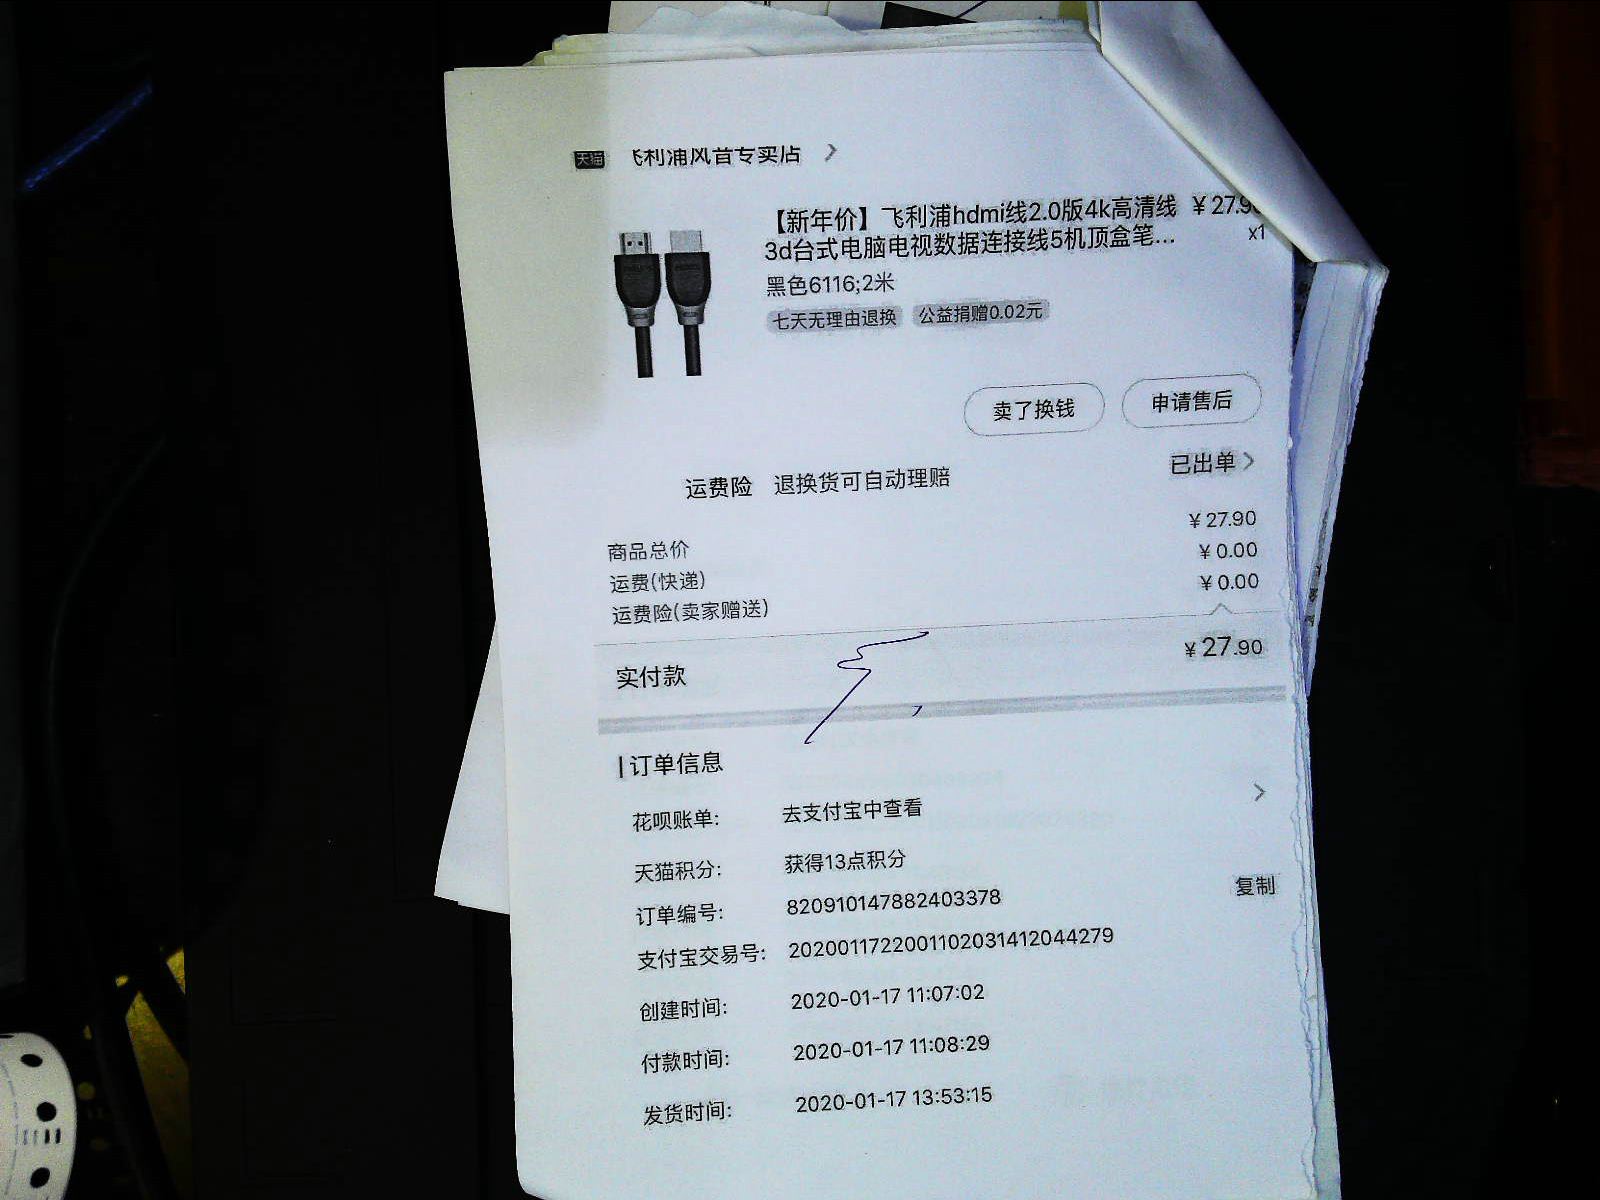 天猫 飞利浦风首专卖店 >
【新年价】飞利浦hdmi线2.0版4k高清线 ¥27.90
3d台式电脑电视数据连接线5机顶盒笔... x1
黑色6116;2米
七天无理由退换 公益捐赠0.02元
卖了换钱 申请售后
运费险 退换货可自动理赔 已出单 >
商品总价 ¥27.90
运费(快递) ¥0.00
运费险(卖家赠送) ¥0.00
实付款 ¥27.90
订单信息
花呗账单: 去支付宝中查看 >
天猫积分: 获得13点积分
订单编号: 820910147882403378 复制
支付宝交易号: 2020011722001102031412044279
创建时间: 2020-01-17 11:07:02
付款时间: 2020-01-17 11:08:29
发货时间: 2020-01-17 13:53:15